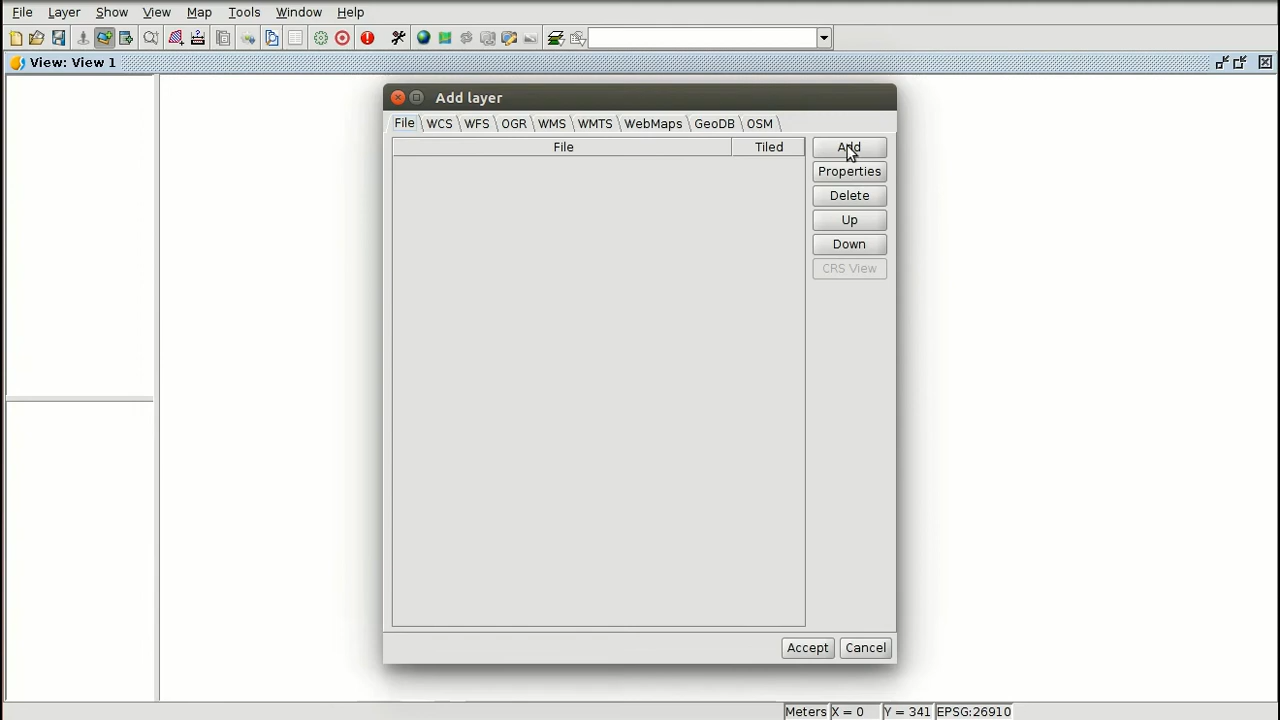 File Layer Show View Map Tools Window Help
View: View 1
Add layer
File WCS WFS OGR WMS WMTS WebMaps GeoDB OSM
File Tiled
Add
Properties
Delete
Up
Down
CRS View
Accept Cancel
Meters X = 0 Y = 341 EPSG:26910